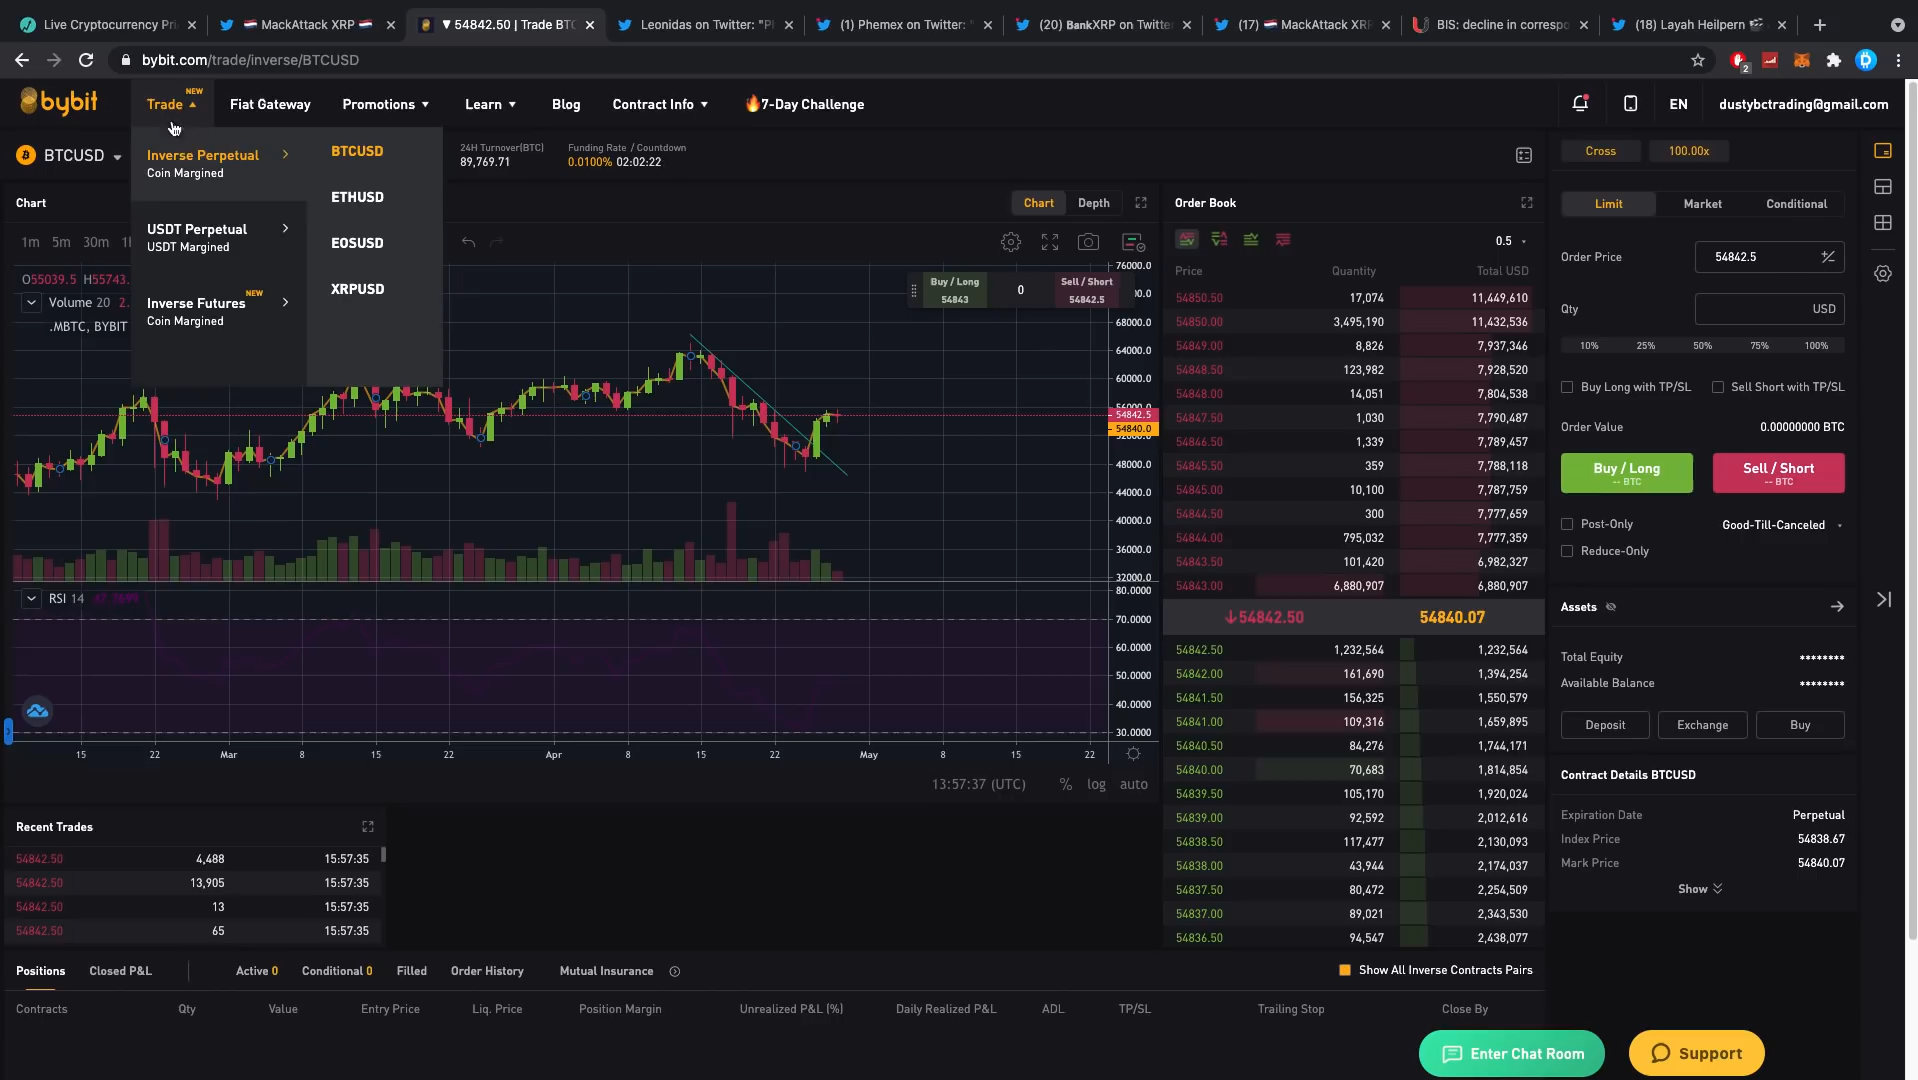 Live Cryptocurrency Pri
MackAttack XRP
▼ 54842.50 | Trade BTC
Leonidas on Twitter: "P
(1) Phemex on Twitter: "
(20) BankXRP on Twitte
(17) MackAttack XRP
BIS: decline in correspo
(18) Layah Heilpern
bybit.com/trade/inverse/BTCUSD
2
bybit
Trade NEW
Fiat Gateway
Promotions
Learn
Blog
Contract Info
7-Day Challenge
EN
dustybctrading@gmail.com
BTCUSD
Inverse Perpetual
Coin Margined
USDT Perpetual
USDT Margined
Inverse Futures NEW
Coin Margined
BTCUSD
ETHUSD
EOSUSD
XRPUSD
24H Turnover(BTC)
89,769.71
Funding Rate / Countdown
0.0100% 02:02:22
Chart
Chart Depth
1m 5m 30m
O55039.5 H55743.
Volume 20 2.
.MBTC, BYBIT
Buy / Long
54843
0
Sell / Short
54842.5
76000.0
68000.0
64000.0
60000.0
56000.0
54842.5
54840.0
48000.0
44000.0
40000.0
36000.0
32000.0
RSI 14
80.0000
70.0000
60.0000
50.0000
40.0000
30.0000
15 22 Mar 8 15 22 Apr 8 15 22 May 8 15 22
13:57:37 (UTC) % log auto
Recent Trades
54842.50 4,488 15:57:35
54842.50 13,905 15:57:35
54842.50 13 15:57:35
54842.50 65 15:57:35
Order Book
0.5
Price Quantity Total USD
54850.50 17,074 11,449,610
54850.00 3,495,190 11,432,536
54849.00 8,826 7,937,346
54848.50 123,982 7,928,520
54848.00 14,051 7,804,538
54847.50 1,030 7,790,487
54846.50 1,339 7,789,457
54845.50 359 7,788,118
54845.00 10,100 7,787,759
54844.50 300 7,777,659
54844.00 795,032 7,777,359
54843.50 101,420 6,982,327
54843.00 6,880,907 6,880,907
↓54842.50 54840.07
54842.50 1,232,564 1,232,564
54842.00 161,690 1,394,254
54841.50 156,325 1,550,579
54841.00 109,316 1,659,895
54840.50 84,276 1,744,171
54840.00 70,683 1,814,854
54839.50 105,170 1,920,024
54839.00 92,592 2,012,616
54838.50 117,477 2,130,093
54838.00 43,944 2,174,037
54837.50 80,472 2,254,509
54837.00 89,021 2,343,530
54836.50 94,547 2,438,077
Cross 100.00x
Limit Market Conditional
Order Price 54842.5
Qty USD
10% 25% 50% 75% 100%
Buy Long with TP/SL Sell Short with TP/SL
Order Value 0.00000000 BTC
Buy / Long
-- BTC
Sell / Short
-- BTC
Post-Only Good-Till-Canceled
Reduce-Only
Assets
Total Equity ********
Available Balance ********
Deposit Exchange Buy
Contract Details BTCUSD
Expiration Date Perpetual
Index Price 54838.67
Mark Price 54840.07
Show
Positions Closed P&L Active 0 Conditional 0 Filled Order History Mutual Insurance
Show All Inverse Contracts Pairs
Contracts Qty Value Entry Price Liq. Price Position Margin Unrealized P&L (%) Daily Realized P&L ADL TP/SL Trailing Stop Close By
Enter Chat Room
Support